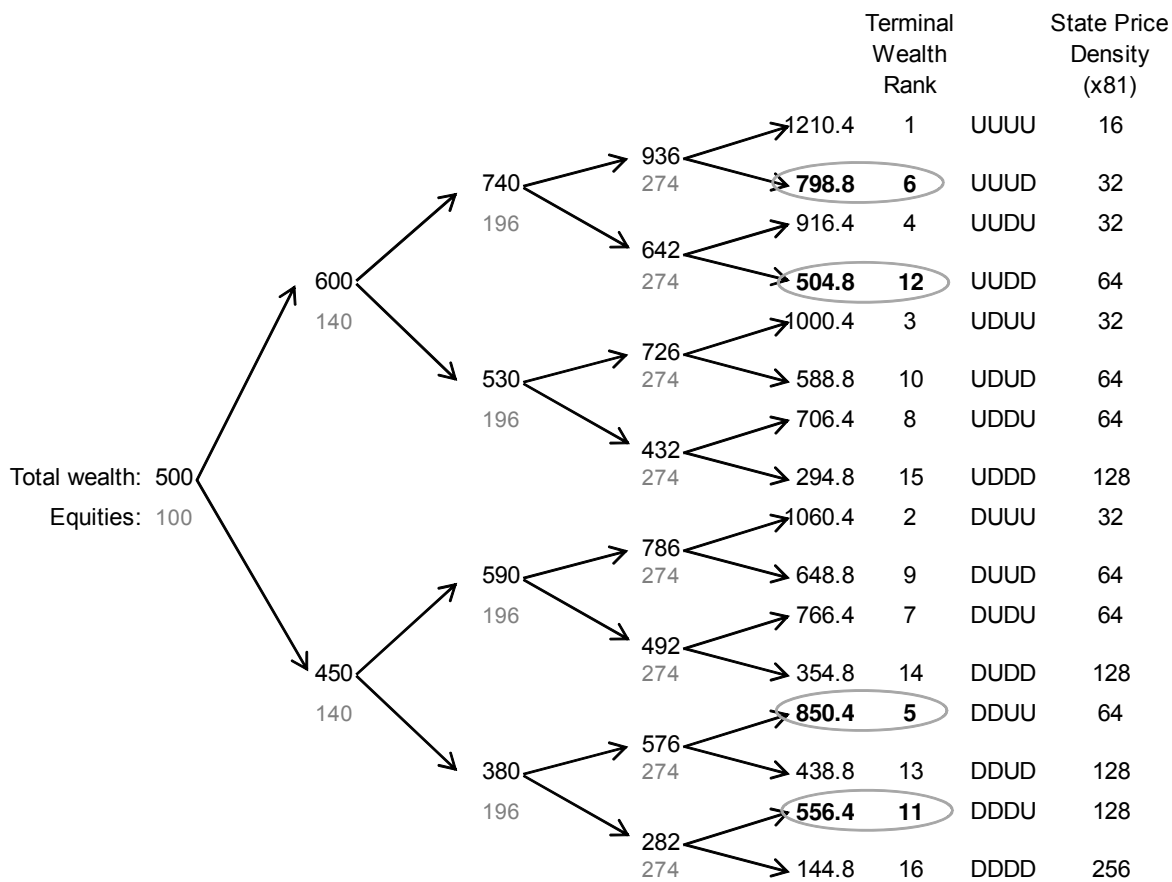 Terminal State Price
Wealth Density
Rank (x81)
1210.4 1 UUUU 16
936
274
740
798.8 6 UUUD 32
196
916.4 4 UUDU 32
642
274
600
504.8 12 UUDD 64
140
1000.4 3 UDUU 32
726
274
530
588.8 10 UDUD 64
196
706.4 8 UDDU 64
432
274
Total wealth: 500
294.8 15 UDDD 128
Equities: 100
1060.4 2 DUUU 32
786
274
590
648.8 9 DUUD 64
196
766.4 7 DUDU 64
492
274
450
354.8 14 DUDD 128
140
850.4 5 DDUU 64
576
274
380
438.8 13 DDUD 128
196
556.4 11 DDDU 128
282
274
144.8 16 DDDD 256